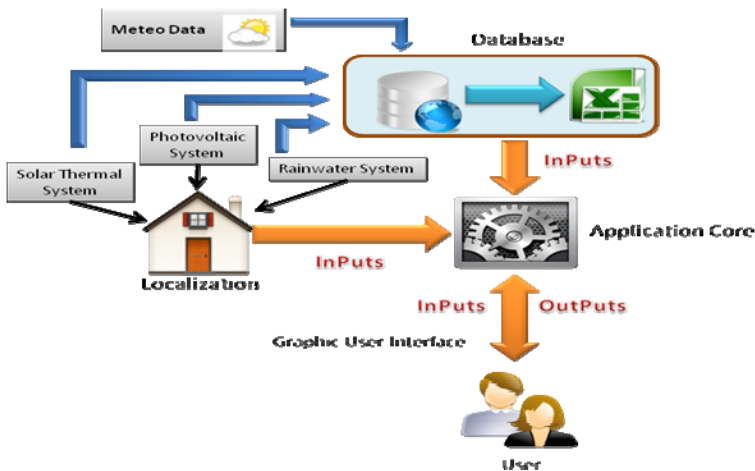 Meteo Data
Database
Photovoltaic
System
Solar Thermal
System
Rainwater System
InPuts
Application Core
InPuts
Localization
InPuts
OutPuts
Graphic User Interface
User